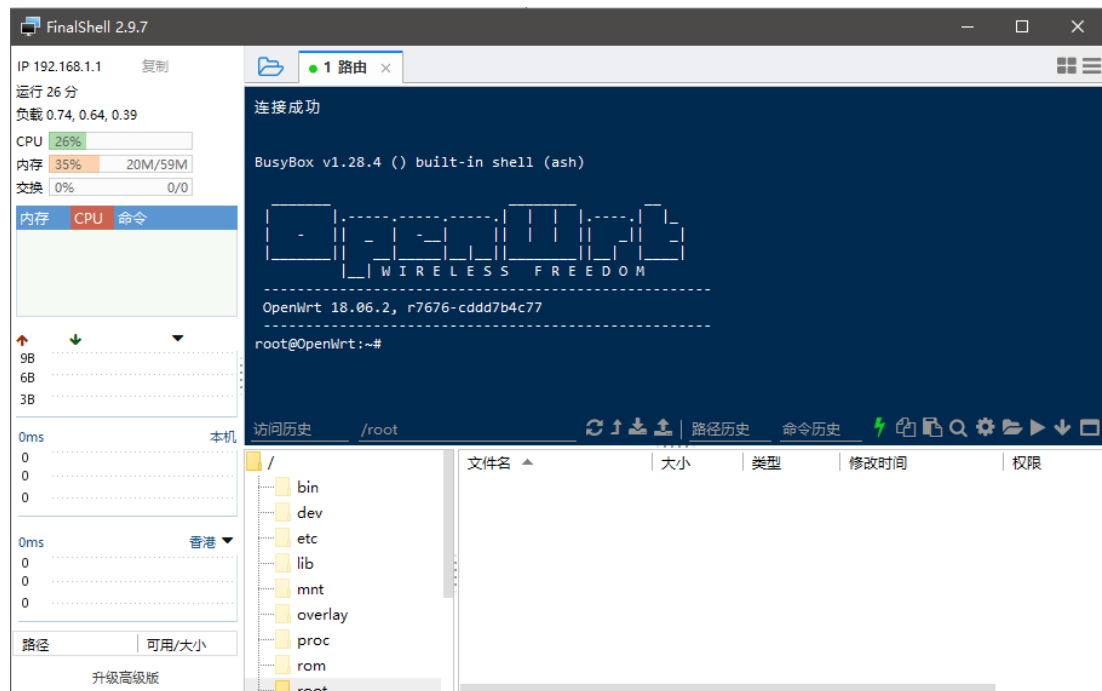 FinalShell 2.9.7
IP 192.168.1.1 复制
运行 26 分
负载 0.74, 0.64, 0.39
CPU 26%
内存 35% 20M/59M
交换 0% 0/0
内存 CPU 命令
9B
6B
3B
0ms 本机
0
0
0
0ms 香港
0
0
0
路径 可用/大小
升级高级版
1 路由
连接成功
BusyBox v1.28.4 () built-in shell (ash)
OpenWrt
W I R E L E S S   F R E E D O M
-----------------------------------------------------
OpenWrt 18.06.2, r7676-cddd7b4c77
-----------------------------------------------------
root@OpenWrt:~#
访问历史 /root 路径历史 命令历史
/
bin
dev
etc
lib
mnt
overlay
proc
rom
root
文件名 大小 类型 修改时间 权限